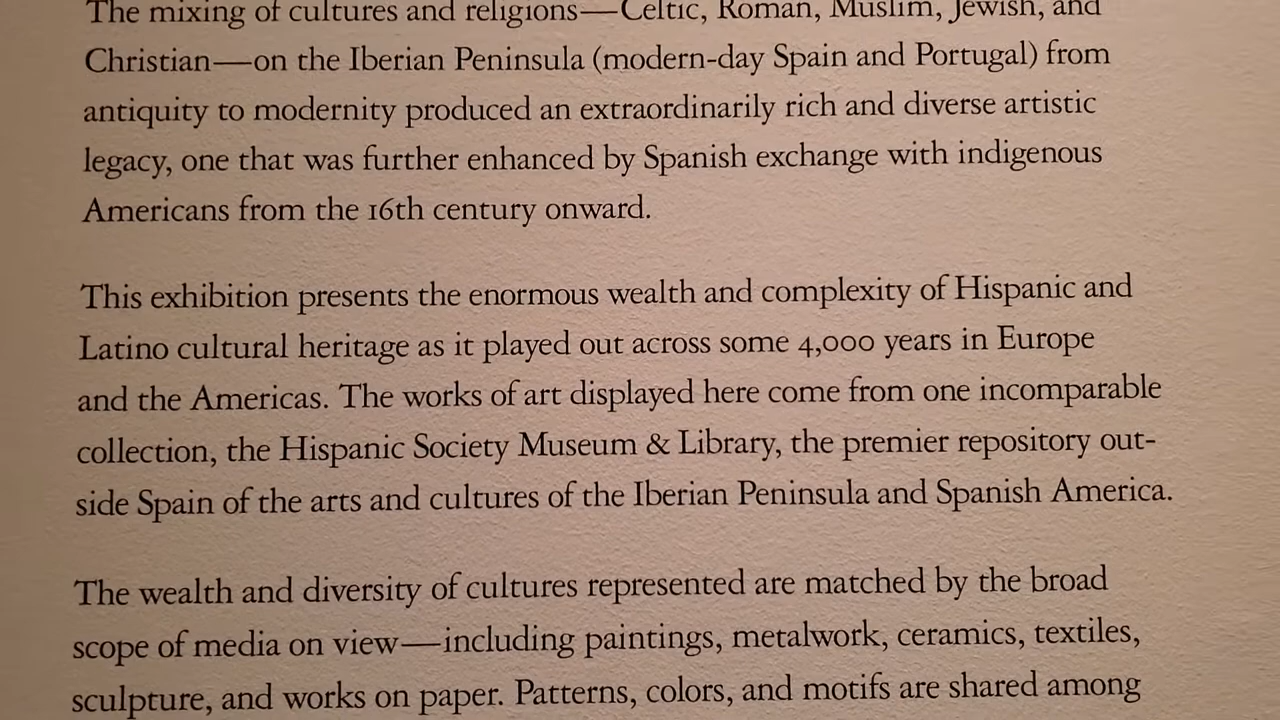 The mixing of cultures and religions—Celtic, Roman, Muslim, Jewish, and
Christian—on the Iberian Peninsula (modern-day Spain and Portugal) from
antiquity to modernity produced an extraordinarily rich and diverse artistic
legacy, one that was further enhanced by Spanish exchange with indigenous
Americans from the 16th century onward.
This exhibition presents the enormous wealth and complexity of Hispanic and
Latino cultural heritage as it played out across some 4,000 years in Europe
and the Americas. The works of art displayed here come from one incomparable
collection, the Hispanic Society Museum & Library, the premier repository out-
side Spain of the arts and cultures of the Iberian Peninsula and Spanish America.
The wealth and diversity of cultures represented are matched by the broad
scope of media on view—including paintings, metalwork, ceramics, textiles,
sculpture, and works on paper. Patterns, colors, and motifs are shared among